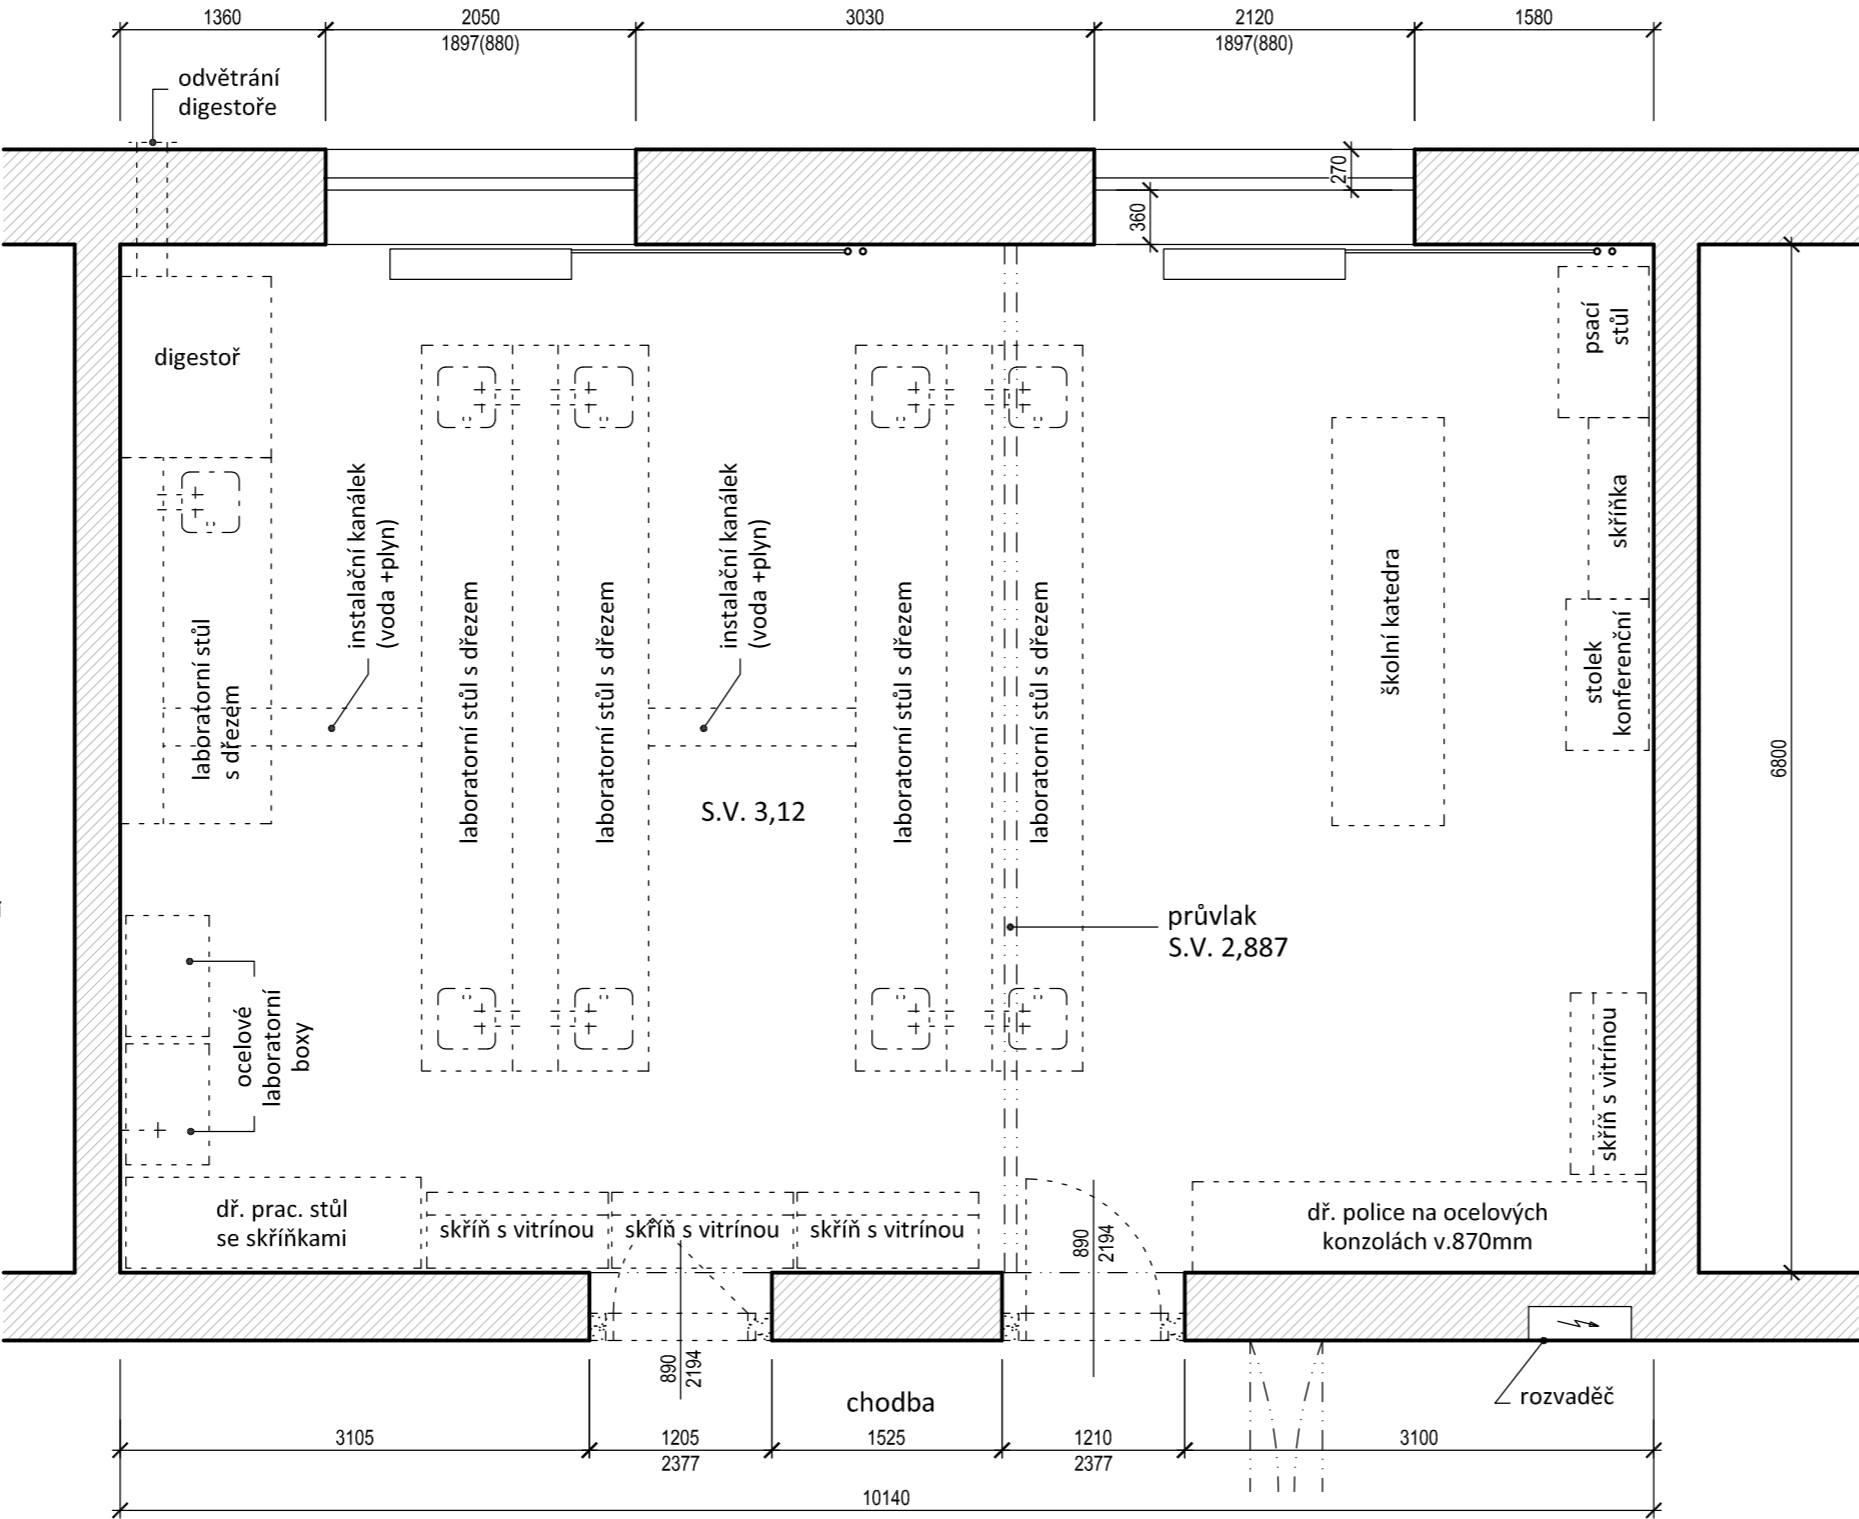 1360
2050
3030
2120
1580
1897(880)
1897(880)
odvětrání
digestoře
270
360
digestoř
psací
stůl
skříňka
stolek
konferenční
instalační kanálek
(voda +plyn)
instalační kanálek
(voda +plyn)
laboratorní stůl
s dřezem
laboratorní stůl s dřezem
laboratorní stůl s dřezem
laboratorní stůl s dřezem
laboratorní stůl s dřezem
školní katedra
6800
S.V. 3,12
průvlak
S.V. 2,887
ocelové
laboratorní
boxy
skříň s vitrínou
dř. prac. stůl
se skříňkami
skříň s vitrínou
skříň s vitrínou
skříň s vitrínou
890
2194
dř. police na ocelových
konzolách v.870mm
890
2194
chodba
rozvaděč
3105
1205
1525
1210
3100
2377
2377
10140